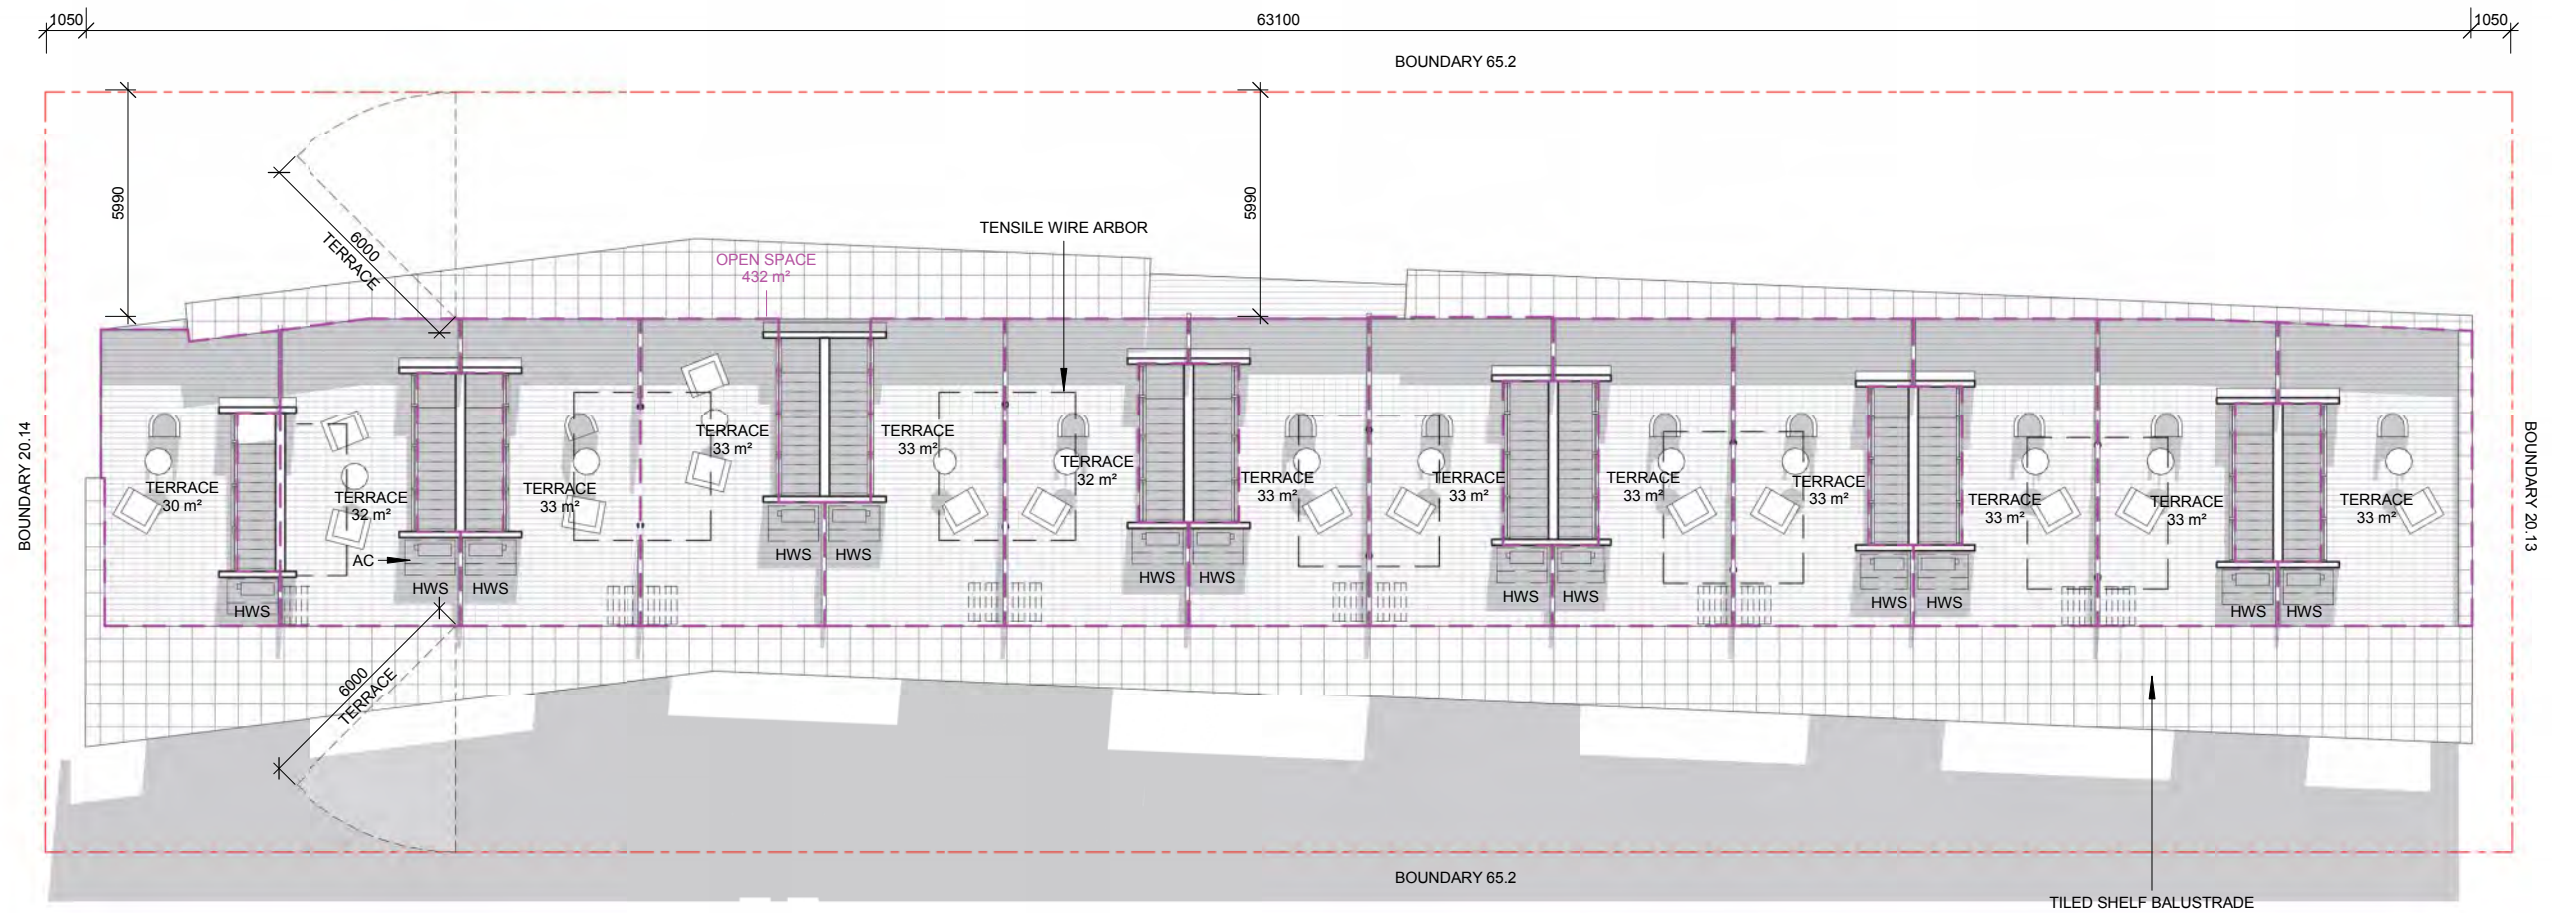 1050
63100
1050
BOUNDARY 65.2
5990
5990
6000
TERRACE
TENSILE WIRE ARBOR
OPEN SPACE
432 m²
BOUNDARY 20.14
BOUNDARY 20.13
TERRACE
30 m²
TERRACE
32 m²
TERRACE
33 m²
TERRACE
33 m²
TERRACE
33 m²
TERRACE
32 m²
TERRACE
33 m²
TERRACE
33 m²
TERRACE
33 m²
TERRACE
33 m²
TERRACE
33 m²
TERRACE
33 m²
TERRACE
33 m²
AC
HWS
HWS
HWS
HWS
HWS
HWS
HWS
HWS
HWS
HWS
HWS
HWS
HWS
6000
TERRACE
BOUNDARY 65.2
TILED SHELF BALUSTRADE